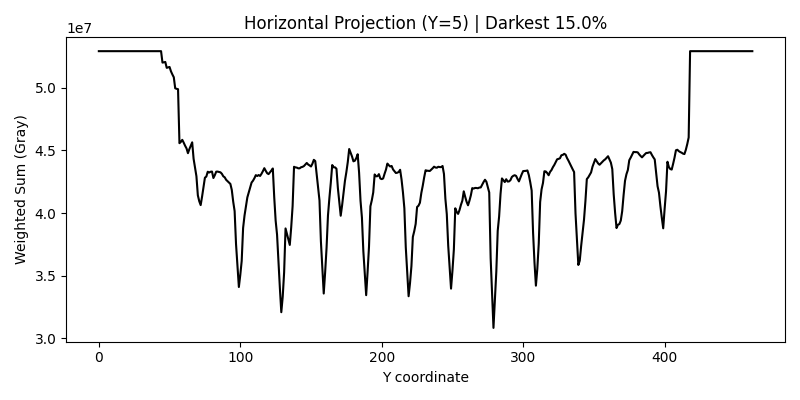 Horizontal Projection (Y=5) | Darkest 15.0%
1e7
5.0
4.5
4.0
3.5
3.0
Weighted Sum (Gray)
0 100 200 300 400
Y coordinate